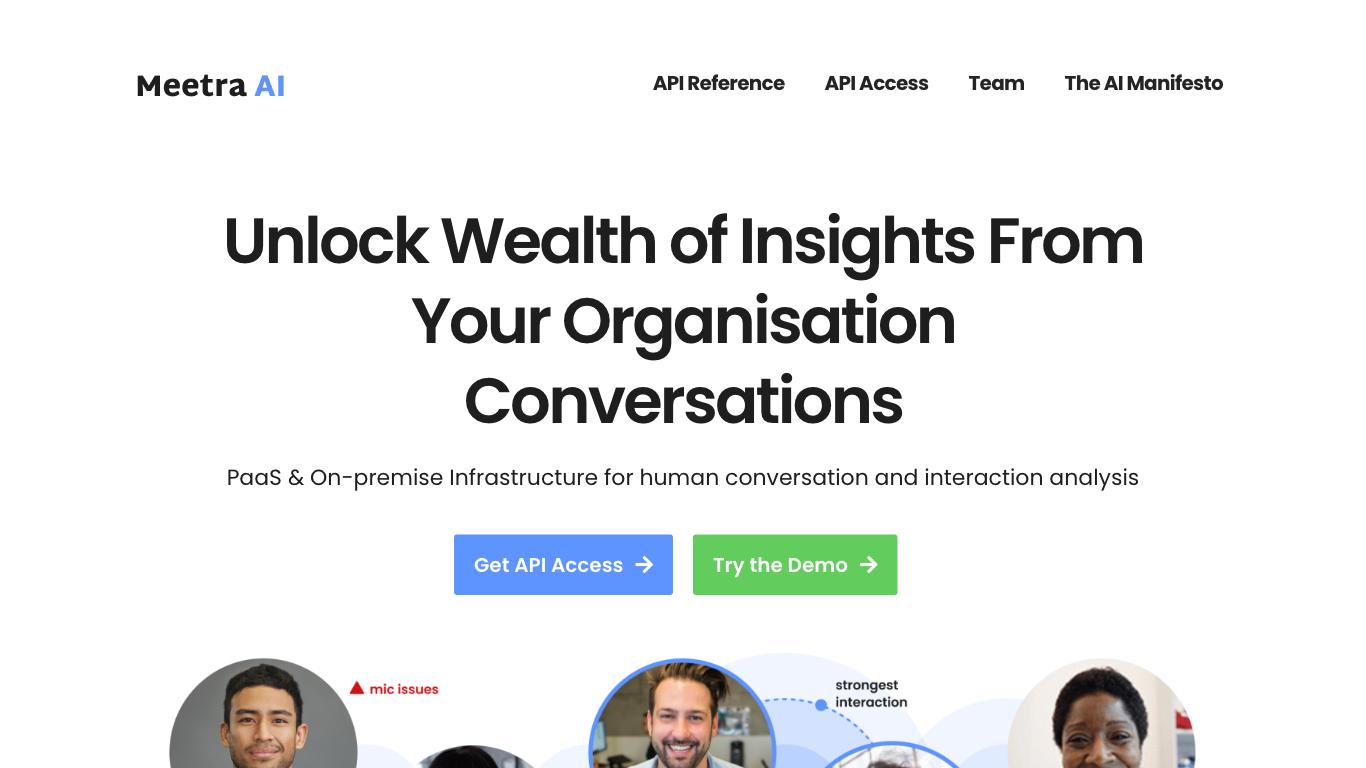 Meetra AI
API Reference
API Access
Team
The AI Manifesto
Unlock Wealth of Insights From
Your Organisation
Conversations
PaaS & On-premise Infrastructure for human conversation and interaction analysis
Get API Access
Try the Demo
mic issues
strongest
interaction